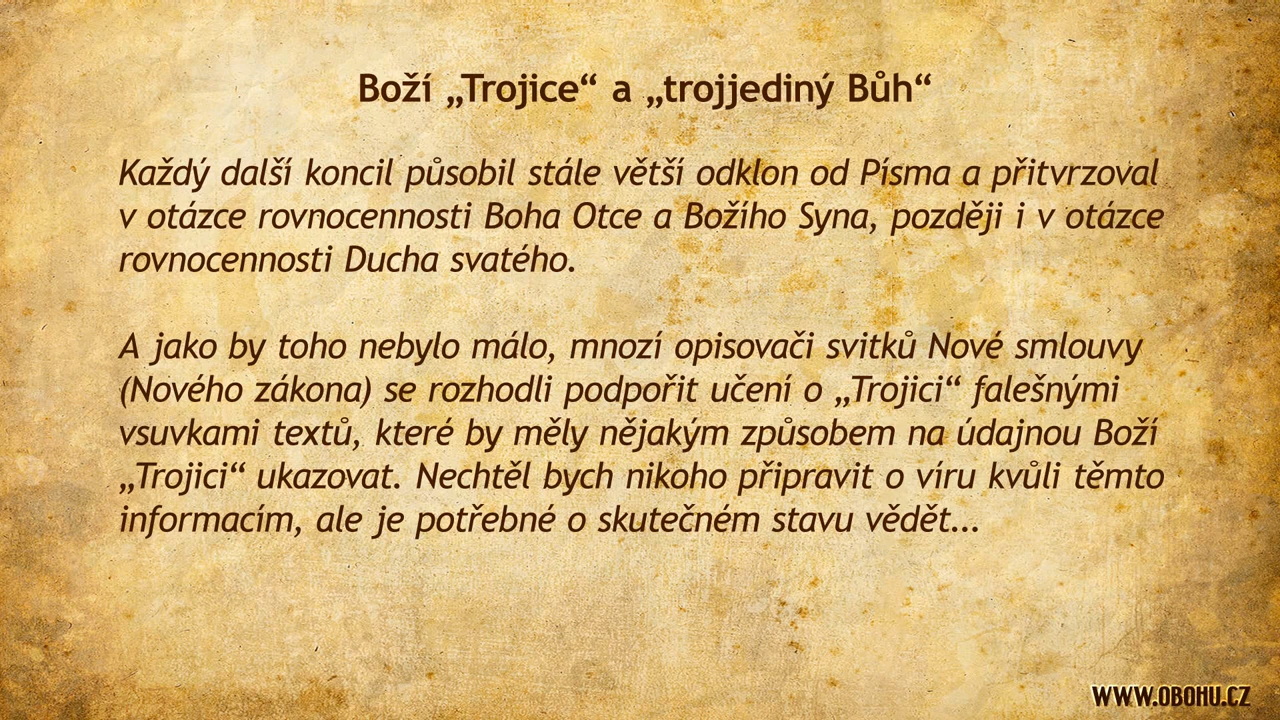 Boží „Trojice“ a „trojjediný Bůh“
Každý další koncil působil stále větší odklon od Písma a přitvrzoval
v otázce rovnocennosti Boha Otce a Božího Syna, později i v otázce
rovnocennosti Ducha svatého.
A jako by toho nebylo málo, mnozí opisovači svitků Nové smlouvy
(Nového zákona) se rozhodli podpořit učení o „Trojici“ falešnými
vsuvkami textů, které by měly nějakým způsobem na údajnou Boží
„Trojici“ ukazovat. Nechtěl bych nikoho připravit o víru kvůli těmto
informacím, ale je potřebné o skutečném stavu vědět...
WWW.OBOHU.CZ